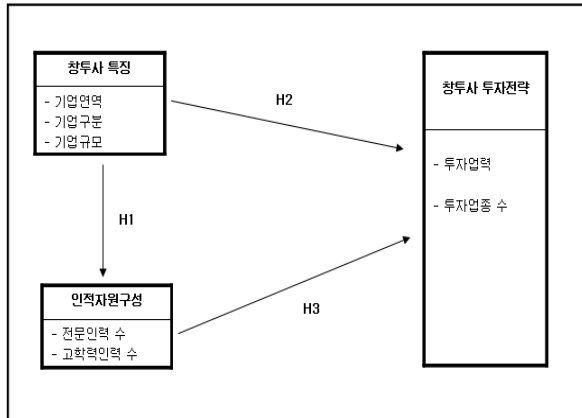 창투사 특징
- 기업연역
- 기업구분
- 기업규모
H2
창투사 투자전략
- 투자업력
- 투자업종 수
H1
인적자원구성
- 전문인력 수
- 고학력인력 수
H3